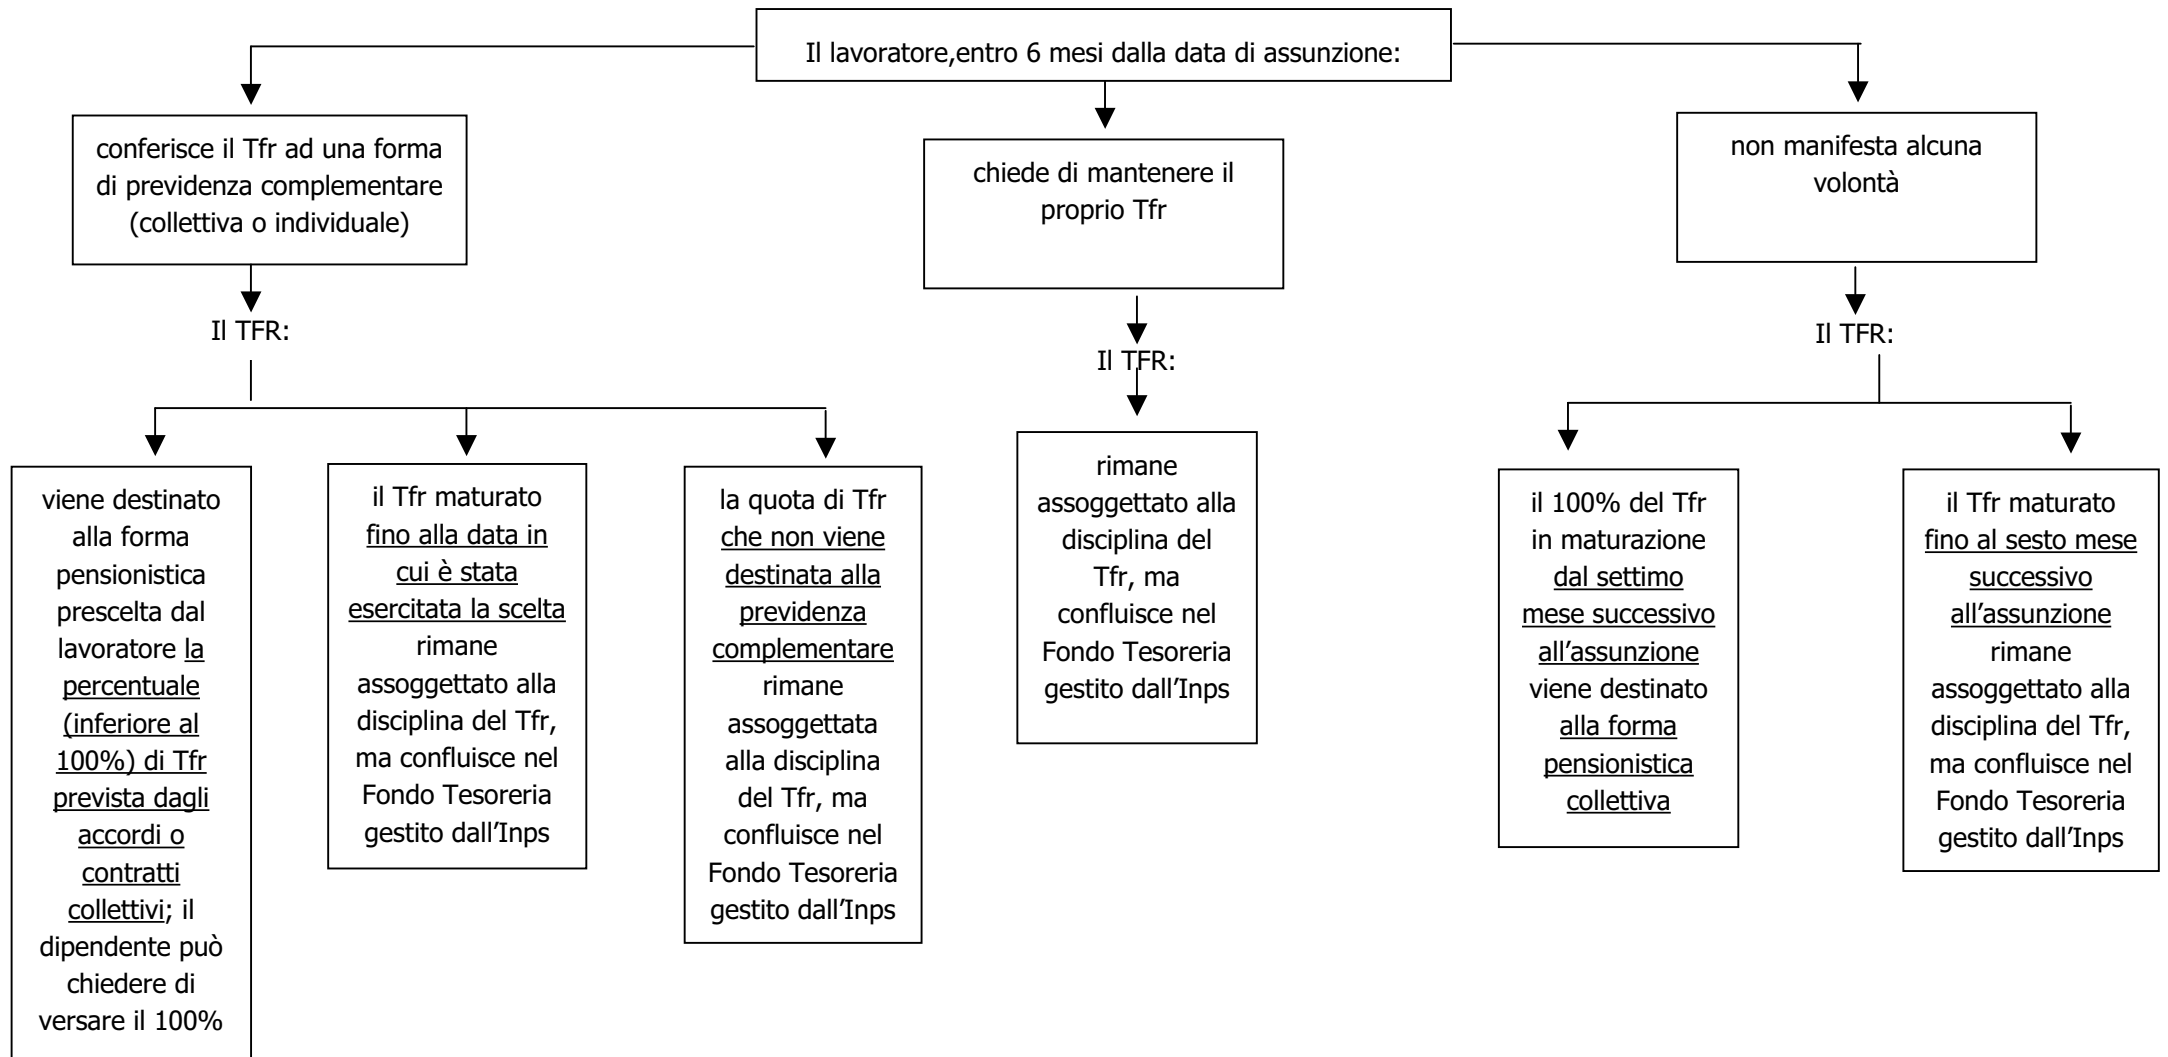 Il lavoratore,entro 6 mesi dalla data di assunzione:
conferisce il Tfr ad una forma
di previdenza complementare
(collettiva o individuale)
chiede di mantenere il
proprio Tfr
non manifesta alcuna
volontà
Il TFR:
Il TFR:
Il TFR:
viene destinato
alla forma
pensionistica
prescelta dal
lavoratore la
percentuale
(inferiore al
100%) di Tfr
prevista dagli
accordi o
contratti
collettivi; il
dipendente può
chiedere di
versare il 100%
il Tfr maturato
fino alla data in
cui è stata
esercitata la scelta
rimane
assoggettato alla
disciplina del Tfr,
ma confluisce nel
Fondo Tesoreria
gestito dall'Inps
la quota di Tfr
che non viene
destinata alla
previdenza
complementare
rimane
assoggettata
alla disciplina
del Tfr, ma
confluisce nel
Fondo Tesoreria
gestito dall'Inps
rimane
assoggettato alla
disciplina del
Tfr, ma
confluisce nel
Fondo Tesoreria
gestito dall'Inps
il 100% del Tfr
in maturazione
dal settimo
mese successivo
all'assunzione
viene destinato
alla forma
pensionistica
collettiva
il Tfr maturato
fino al sesto mese
successivo
all'assunzione
rimane
assoggettato alla
disciplina del Tfr,
ma confluisce nel
Fondo Tesoreria
gestito dall'Inps